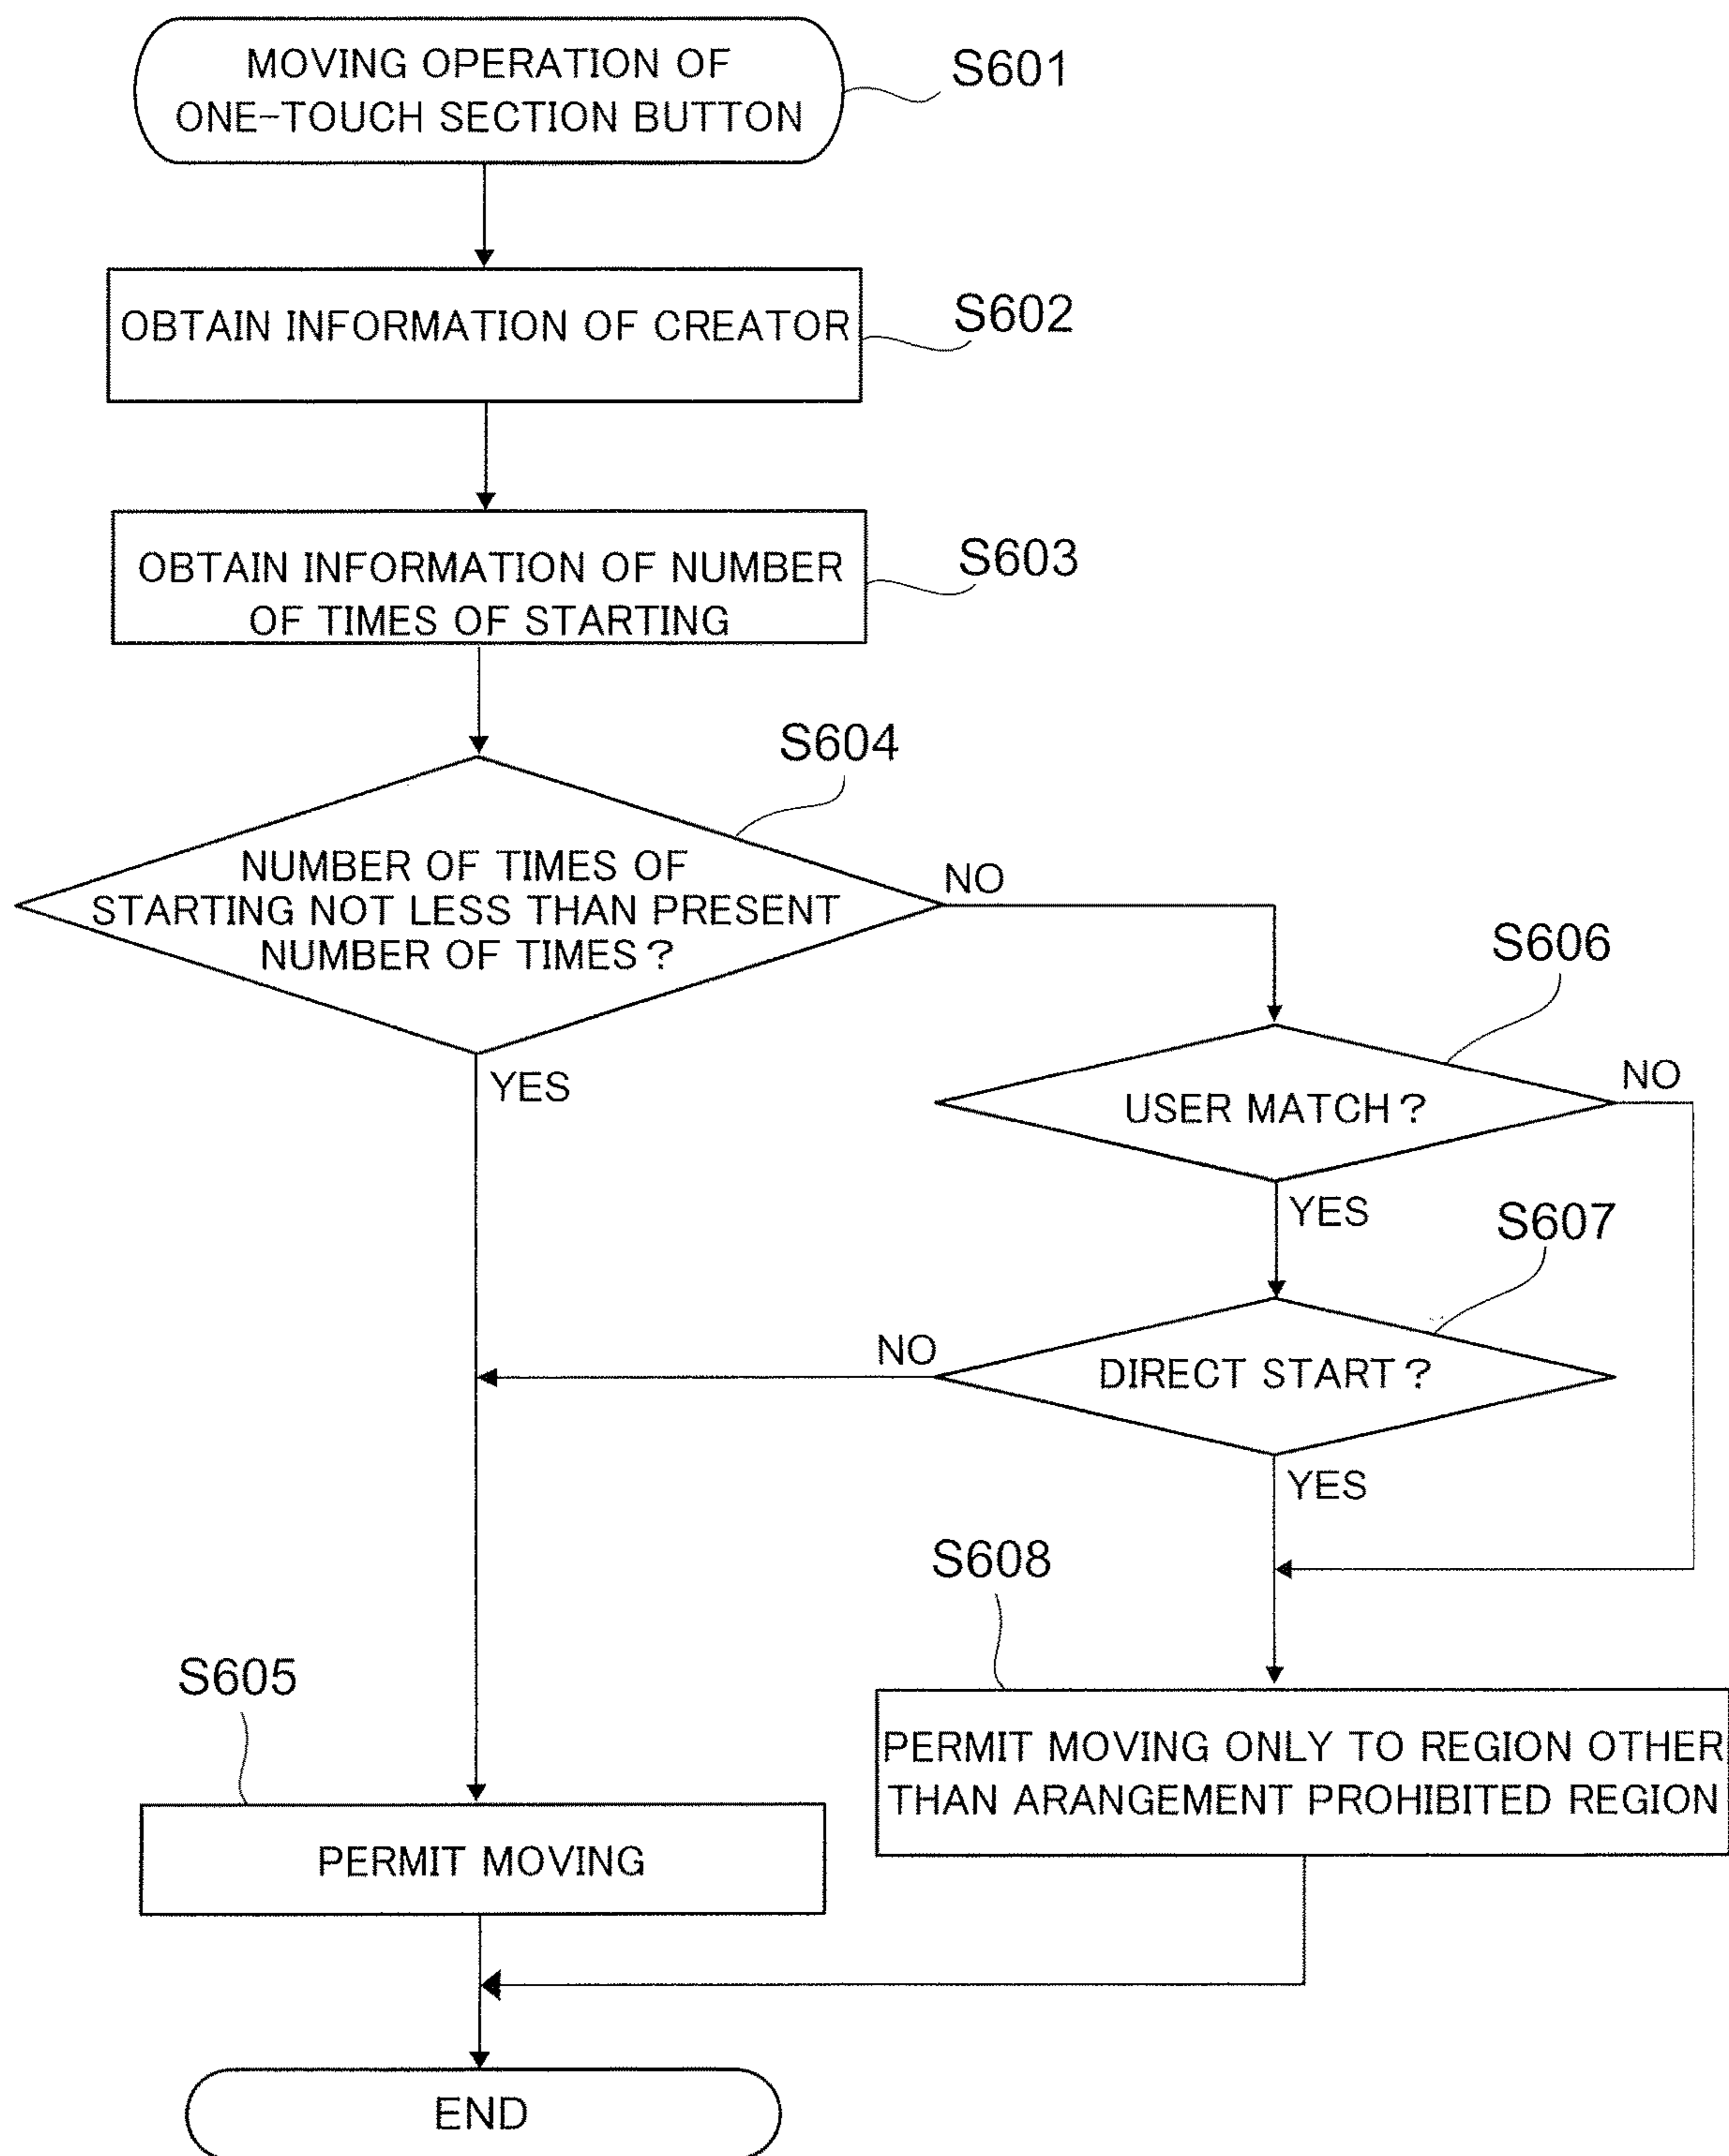 MOVING OPERATION OF
ONE-TOUCH SECTION BUTTON
S601
OBTAIN INFORMATION OF CREATOR
S602
OBTAIN INFORMATION OF NUMBER
OF TIMES OF STARTING
S603
S604
NUMBER OF TIMES OF
STARTING NOT LESS THAN PRESENT
NUMBER OF TIMES?
NO
YES
S606
USER MATCH?
NO
YES
S607
DIRECT START?
NO
YES
S608
PERMIT MOVING ONLY TO REGION OTHER
THAN ARANGEMENT PROHIBITED REGION
S605
PERMIT MOVING
END